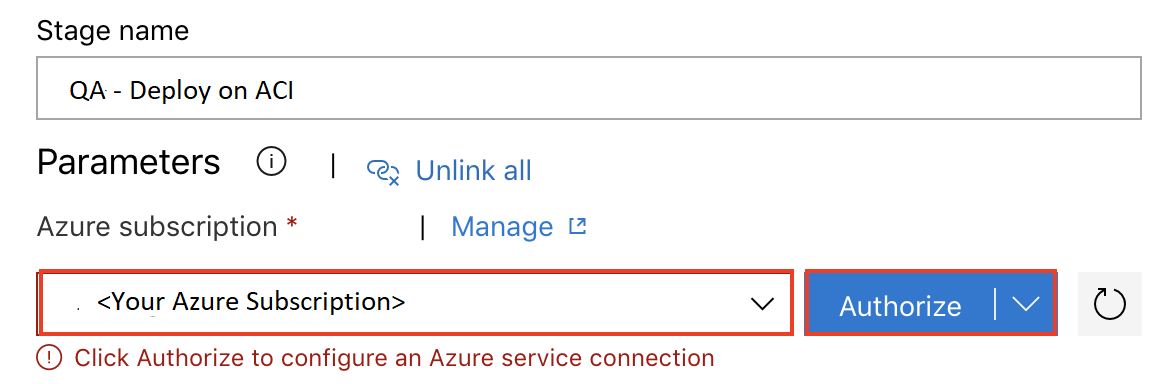 Stage name
QA - Deploy on ACI
Parameters | Unlink all
Azure subscription * | Manage
<Your Azure Subscription> Authorize
Click Authorize to configure an Azure service connection